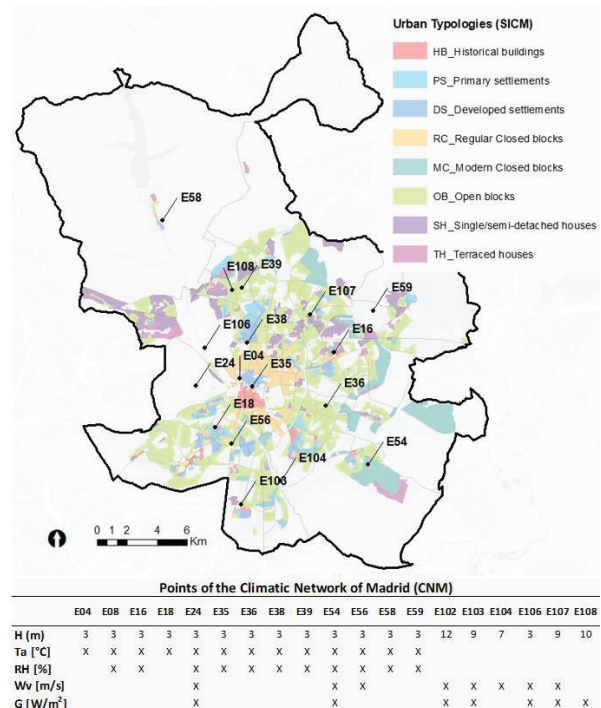 Urban Typologies (SICM)
HB_Historical buildings
PS_Primary settlements
DS_Developed settlements
RC_Regular Closed blocks
MC_Modern Closed blocks
OB_Open blocks
SH_Single/semi-detached houses
TH_Terraced houses
E58
E108
E39
E107
E59
E106
E38
E16
E24
E04
E35
E36
E18
E56
E54
E104
E103
0 1 2 4 6
Km
Points of the Climatic Network of Madrid (CNM)
E04 E08 E16 E18 E24 E35 E36 E38 E39 E54 E56 E58 E59 E102 E103 E104 E106 E107 E108
H (m) 3 3 3 3 3 3 3 3 3 3 3 3 3 12 9 7 3 9 10
Ta [°C] X X X X X X X X X X X X X
RH [%] X X X X X X X X X X X
Wv [m/s] X X X X X X X X
G [W/m²] X X X X X X X